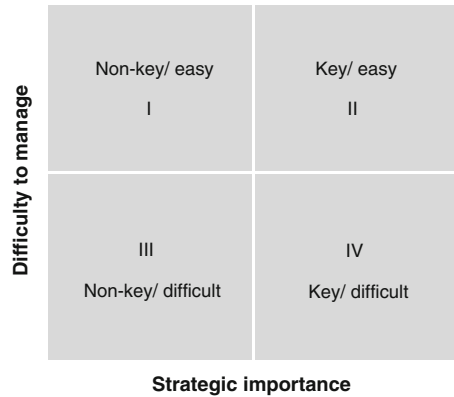 Difficulty to manage
Non-key/ easy
I
Key/ easy
II
III
Non-key/ difficult
IV
Key/ difficult
Strategic importance